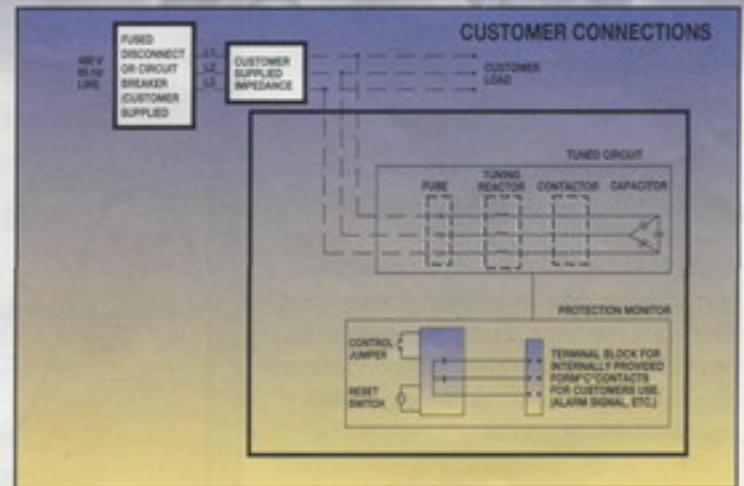 CUSTOMER CONNECTIONS
480 V
60 Hz
LINE
FUSED
DISCONNECT
OR CIRCUIT
BREAKER
(CUSTOMER
SUPPLIED
L1
L2
L3
CUSTOMER
SUPPLIED
IMPEDANCE
CUSTOMER
LOAD
TUNED CIRCUIT
FUSE
TUNING
REACTOR
CONTACTOR
CAPACITOR
PROTECTION MONITOR
CONTROL
JUMPER
RESET
SWITCH
TERMINAL BLOCK FOR
INTERNALLY PROVIDED
FORM"C"CONTACTS
FOR CUSTOMERS USE.
(ALARM SIGNAL, ETC.)